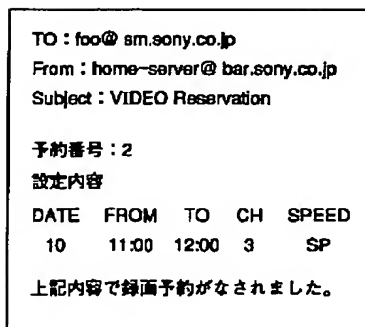 TO：foo@ sm.sony.co.jp
From：home-server@ bar.sony.co.jp
Subject：VIDEO Reservation
予約番号：2
設定内容
DATE FROM TO CH SPEED
10 11:00 12:00 3 SP
上記内容で録画予約がなされました。